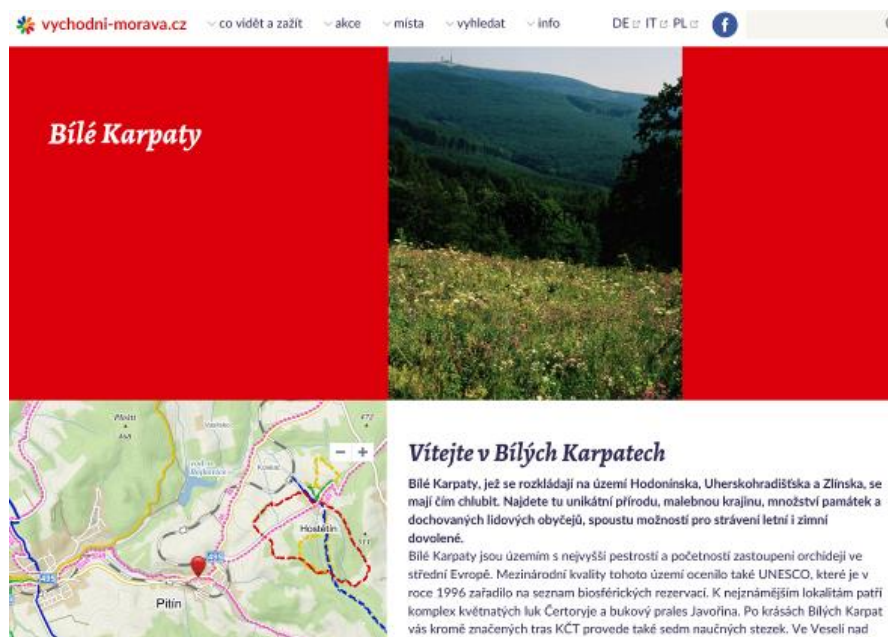 vychodni-morava.cz co vidět a zažít akce místa vyhledat info DE IT PL f
Bílé Karpaty
472
− +
Hostětín
495
495
Pitín
Vítejte v Bílých Karpatech
Bílé Karpaty, jež se rozkládají na území Hodonínska, Uherskohradišťska a Zlínska, se
mají čím chlubit. Najdete tu unikátní přírodu, malebnou krajinu, množství památek a
dochovaných lidových obyčejů, spoustu možností pro strávení letní i zimní
dovolené.
Bílé Karpaty jsou územím s nejvyšší pestrostí a početností zastoupení orchidejí ve
střední Evropě. Mezinárodní kvality tohoto území ocenilo také UNESCO, které je v
roce 1996 zařadilo na seznam biosférických rezervací. K nejznámějším lokalitám patří
komplex květnatých luk Čertoryje a bukový prales Javořina. Po krásách Bílých Karpat
vás kromě značených tras KČT provede také sedm naučných stezek. Ve Veselí nad